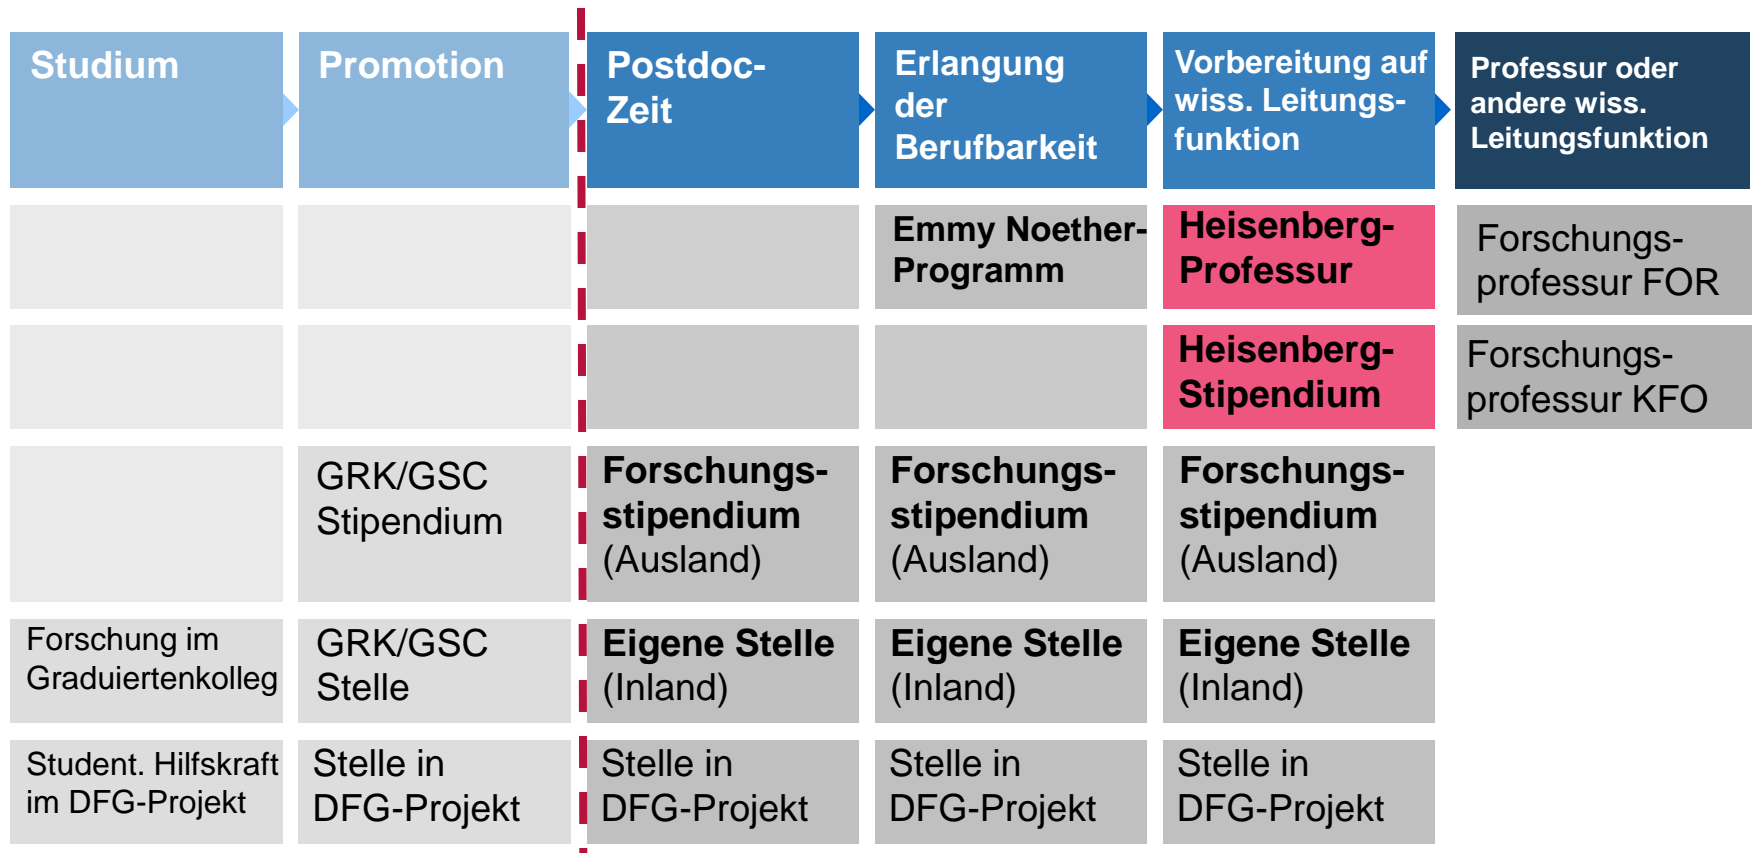 Studium
Promotion
Postdoc-
Zeit
Erlangung
der
Berufbarkeit
Vorbereitung auf
wiss. Leitungs-
funktion
Professur oder
andere wiss.
Leitungsfunktion
Emmy Noether-
Programm
Heisenberg-
Professur
Forschungs-
professur FOR
Heisenberg-
Stipendium
Forschungs-
professur KFO
GRK/GSC
Stipendium
Forschungs-
stipendium
(Ausland)
Forschungs-
stipendium
(Ausland)
Forschungs-
stipendium
(Ausland)
Forschung im
Graduiertenkolleg
GRK/GSC
Stelle
Eigene Stelle
(Inland)
Eigene Stelle
(Inland)
Eigene Stelle
(Inland)
Student. Hilfskraft
im DFG-Projekt
Stelle in
DFG-Projekt
Stelle in
DFG-Projekt
Stelle in
DFG-Projekt
Stelle in
DFG-Projekt